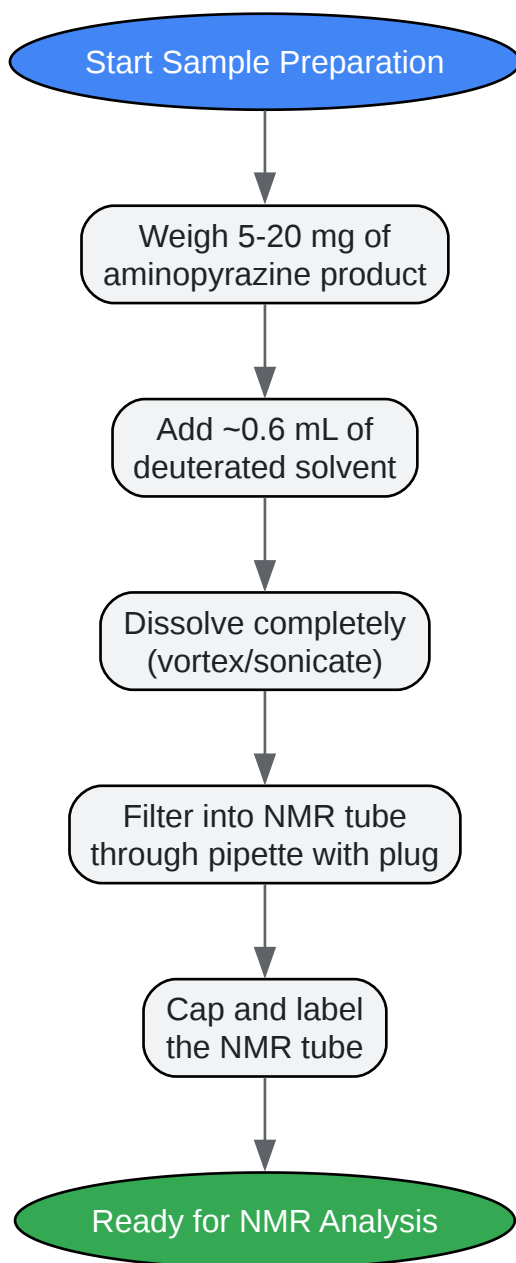 Start Sample Preparation
Weigh 5-20 mg of
aminopyrazine product
Add ~0.6 mL of
deuterated solvent
Dissolve completely
(vortex/sonicate)
Filter into NMR tube
through pipette with plug
Cap and label
the NMR tube
Ready for NMR Analysis